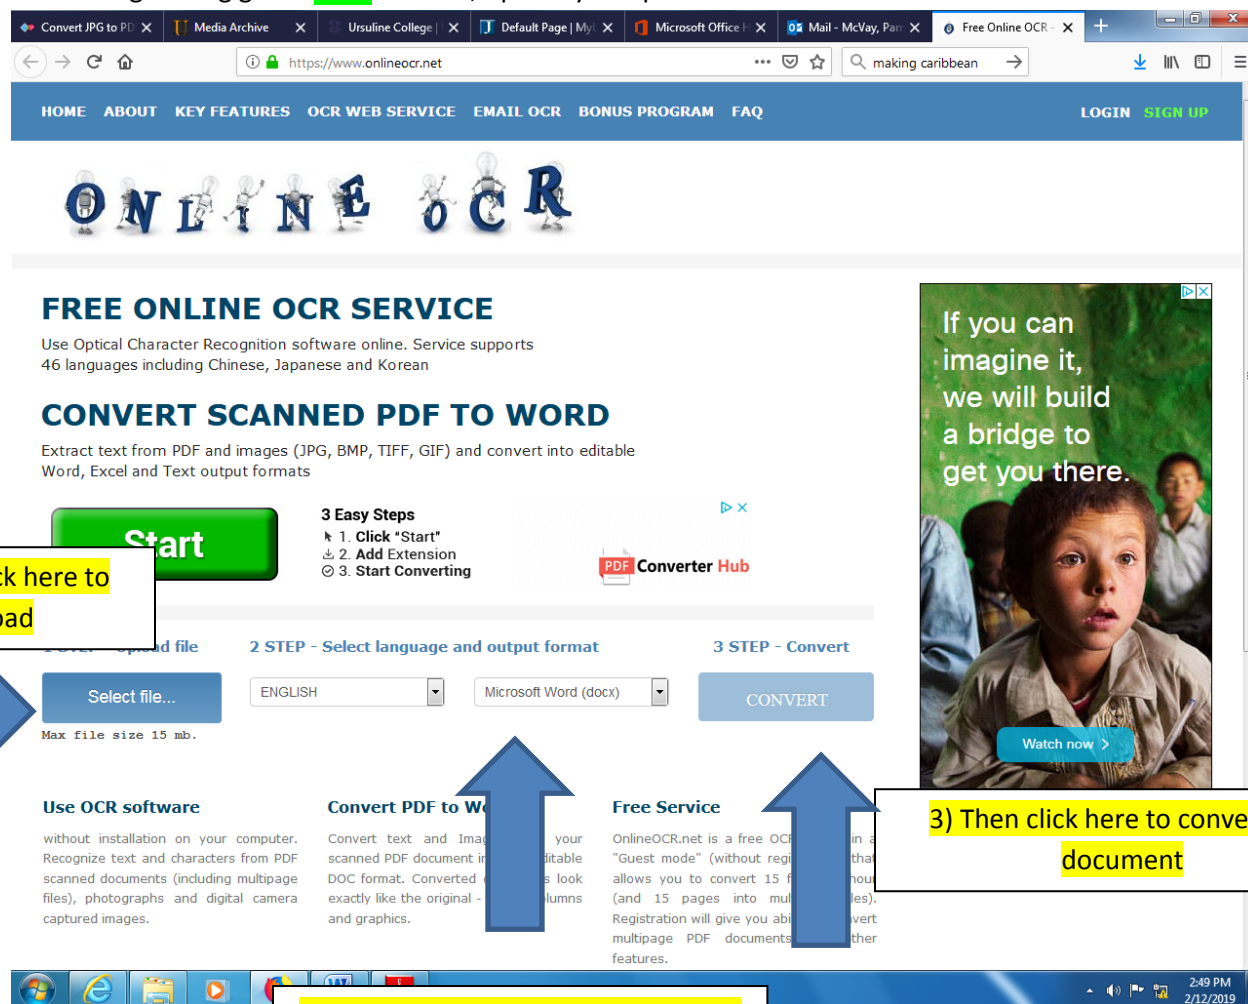 Convert JPG to PD
Media Archive
Ursuline College |
Default Page | My
Microsoft Office H
Mail - McVay, Pam
Free Online OCR -
https://www.onlineocr.net
making caribbean
HOME ABOUT KEY FEATURES OCR WEB SERVICE EMAIL OCR BONUS PROGRAM FAQ
LOGIN SIGN UP
ONLINE OCR
FREE ONLINE OCR SERVICE
Use Optical Character Recognition software online. Service supports
46 languages including Chinese, Japanese and Korean
CONVERT SCANNED PDF TO WORD
Extract text from PDF and images (JPG, BMP, TIFF, GIF) and convert into editable
Word, Excel and Text output formats
Start
3 Easy Steps
1. Click "Start"
2. Add Extension
3. Start Converting
PDF Converter Hub
If you can
imagine it,
we will build
a bridge to
get you there.
Watch now >
here to
file
2 STEP - Select language and output format
3 STEP - Convert
Select file...
ENGLISH
Microsoft Word (docx)
CONVERT
Max file size 15 mb.
3) Then click here to
document
Use OCR software
without installation on your computer.
Recognize text and characters from PDF
scanned documents (including multipage
files), photographs and digital camera
captured images.
Convert PDF to
Convert text and your
scanned PDF document
DOC format. Converted look
exactly like the original -
and graphics.
Free Service
OnlineOCR.net is a free in a
"Guest mode" (without that
allows you to convert 15
(and 15 pages into
Registration will give you
multipage PDF documents
features.
2:49 PM
2/12/2019